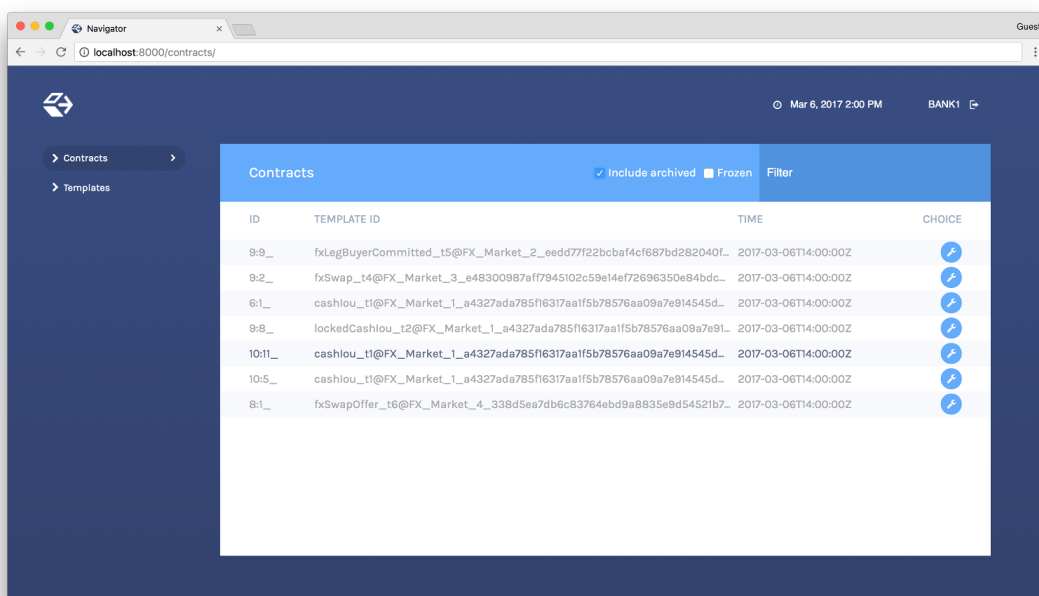 Navigator
Guest
localhost:8000/contracts/
Mar 6, 2017 2:00 PM
BANK1
Contracts
Templates
Contracts
Include archived
Frozen
Filter
ID TEMPLATE ID TIME CHOICE
9:9_ fxLegBuyerCommitted_t5@FX_Market_2_eedd77f22bcbaf4cf687bd282040f... 2017-03-06T14:00:00Z
9:2_ fxSwap_t4@FX_Market_3_e48300987aff7945102c59e14ef72696350e84bdc... 2017-03-06T14:00:00Z
6:1_ cashIou_t1@FX_Market_1_a4327ada785f16317aa1f5b78576aa09a7e914545d... 2017-03-06T14:00:00Z
9:8_ lockedCashIou_t2@FX_Market_1_a4327ada785f16317aa1f5b78576aa09a7e91... 2017-03-06T14:00:00Z
10:11_ cashIou_t1@FX_Market_1_a4327ada785f16317aa1f5b78576aa09a7e914545d... 2017-03-06T14:00:00Z
10:5_ cashIou_t1@FX_Market_1_a4327ada785f16317aa1f5b78576aa09a7e914545d... 2017-03-06T14:00:00Z
8:1_ fxSwapOffer_t6@FX_Market_4_338d5ea7db6c83764ebd9a8835e9d54521b7... 2017-03-06T14:00:00Z